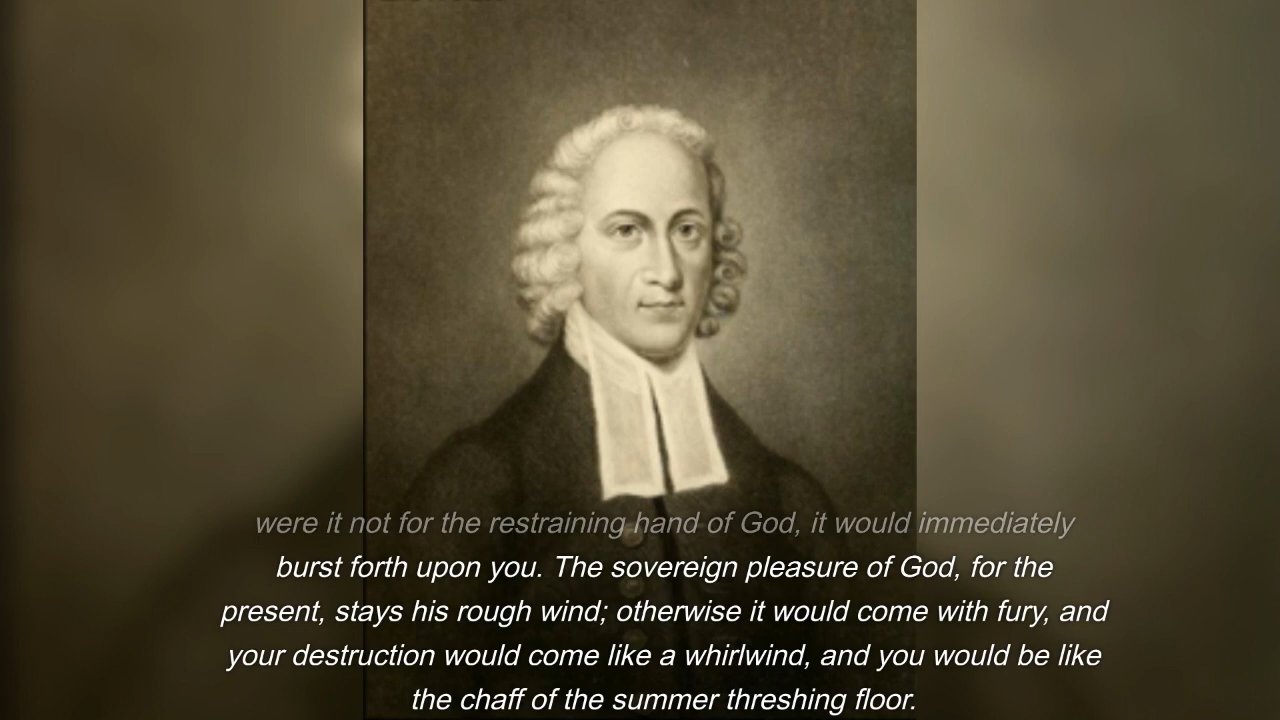 were it not for the restraining hand of God, it would immediately
burst forth upon you. The sovereign pleasure of God, for the
present, stays his rough wind; otherwise it would come with fury, and
your destruction would come like a whirlwind, and you would be like
the chaff of the summer threshing floor.